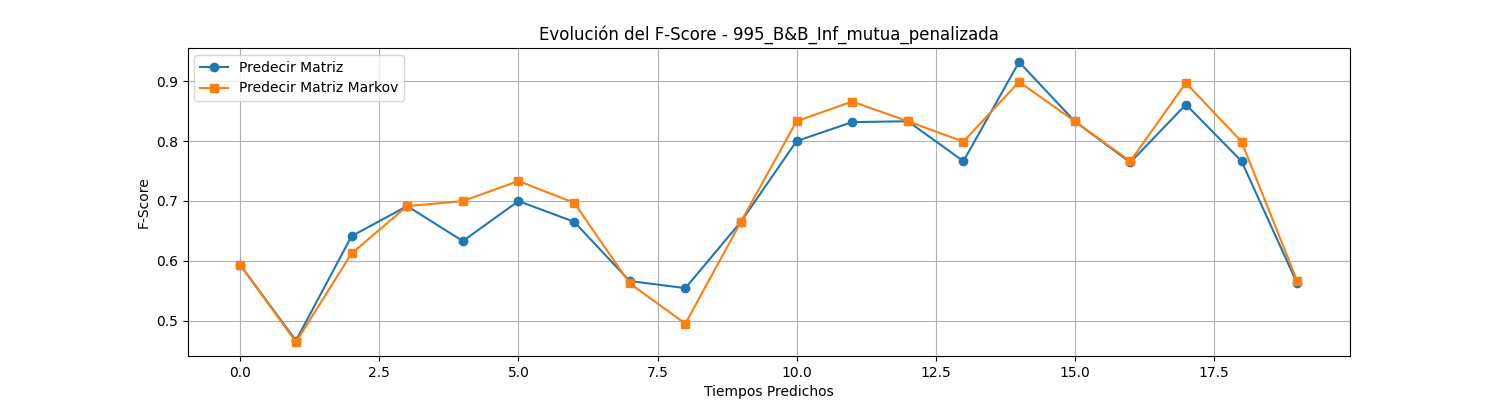 Evolución del F-Score - 995_B&B_Inf_mutua_penalizada
Predecir Matriz
Predecir Matriz Markov
F-Score
0.9
0.8
0.7
0.6
0.5
0.0 2.5 5.0 7.5 10.0 12.5 15.0 17.5
Tiempos Predichos